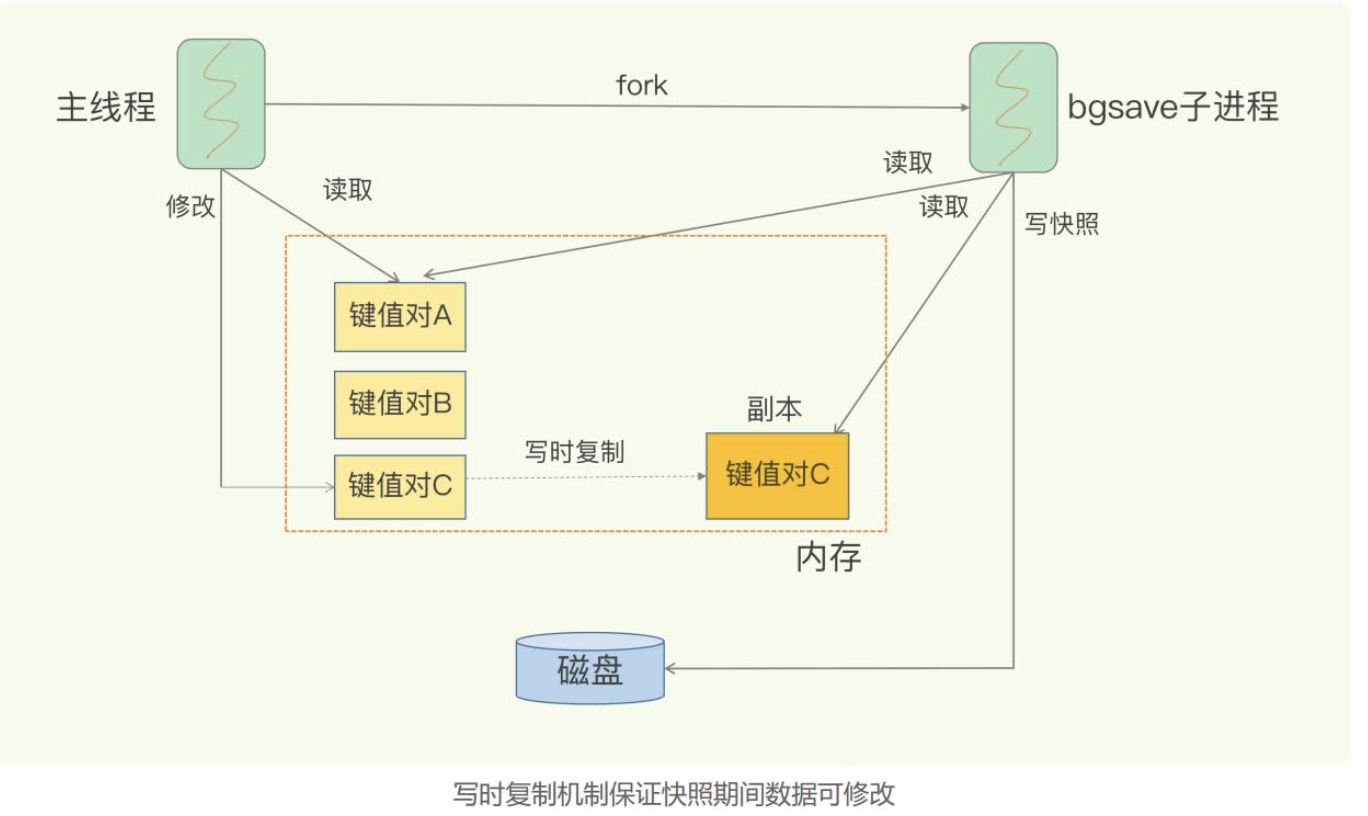 fork
主线程
bgsave子进程
读取
读取
修改
读取
写快照
键值对A
键值对B
副本
写时复制
键值对C
键值对C
内存
磁盘
写时复制机制保证快照期间数据可修改